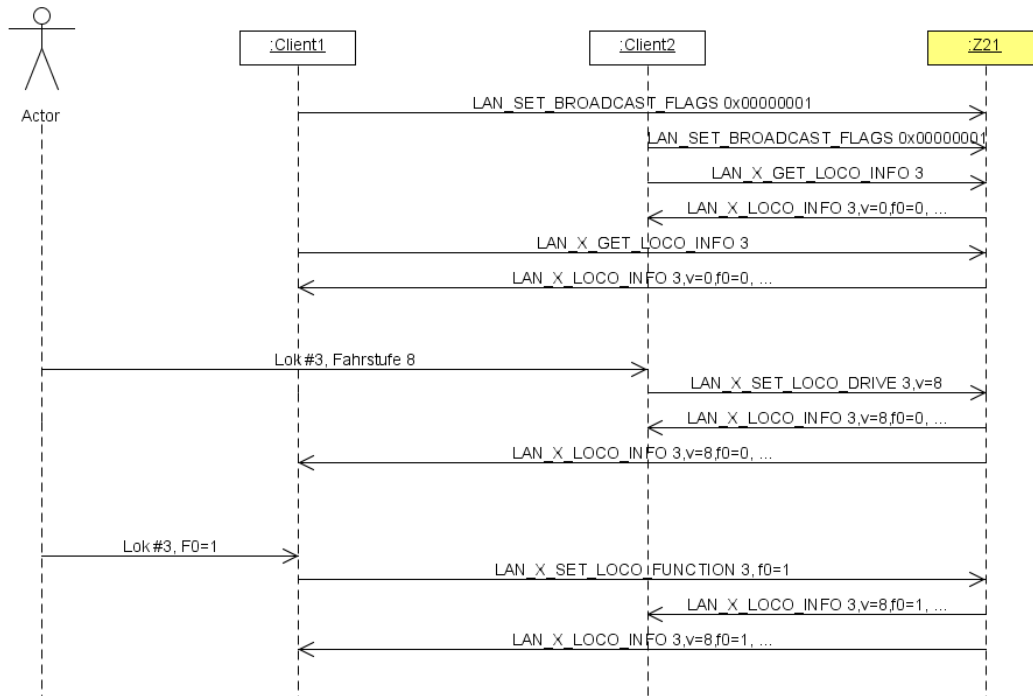 :Client1
:Client2
:Z21
Actor
LAN_SET_BROADCAST_FLAGS 0x00000001
LAN_SET_BROADCAST_FLAGS 0x00000001
LAN_X_GET_LOCO_INFO 3
LAN_X_LOCO_INFO 3,v=0,f0=0, ...
LAN_X_GET_LOCO_INFO 3
LAN_X_LOCO_INFO 3,v=0,f0=0, ...
Lok #3, Fahrstufe 8
LAN_X_SET_LOCO_DRIVE 3,v=8
LAN_X_LOCO_INFO 3,v=8,f0=0, ...
LAN_X_LOCO_INFO 3,v=8,f0=0, ...
Lok #3, F0=1
LAN_X_SET_LOCO_FUNCTION 3, f0=1
LAN_X_LOCO_INFO 3,v=8,f0=1, ...
LAN_X_LOCO_INFO 3,v=8,f0=1, ...